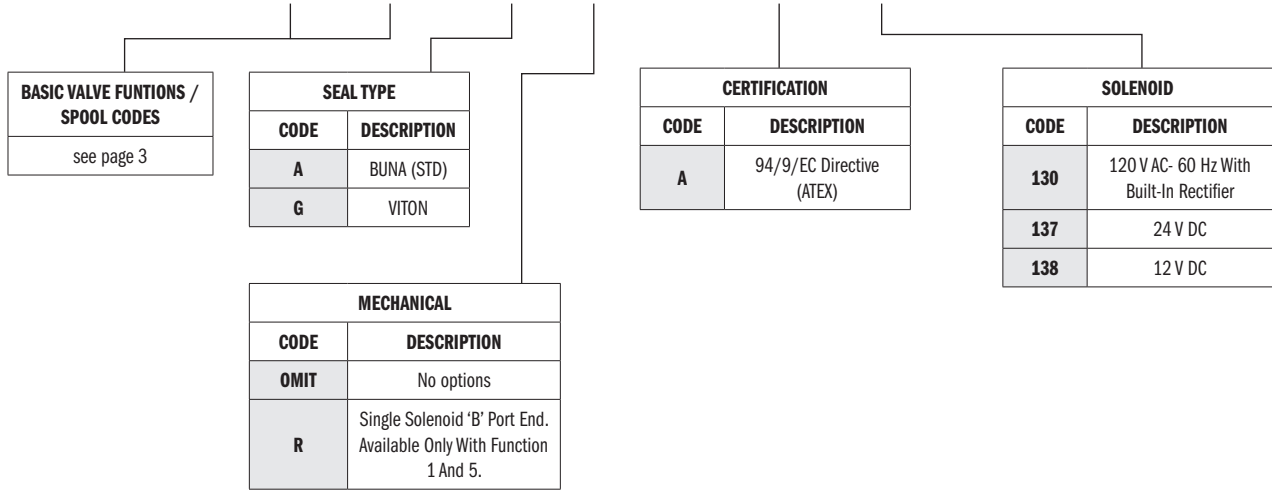 BASIC VALVE FUNTIONS /
SPOOL CODES
see page 3
SEAL TYPE
CODE DESCRIPTION
A BUNA (STD)
G VITON
MECHANICAL
CODE DESCRIPTION
OMIT No options
R Single Solenoid ‘B’ Port End.
Available Only With Function
1 And 5.
CERTIFICATION
CODE DESCRIPTION
A 94/9/EC Directive
(ATEX)
SOLENOID
CODE DESCRIPTION
130 120 V AC- 60 Hz With
Built-In Rectifier
137 24 V DC
138 12 V DC